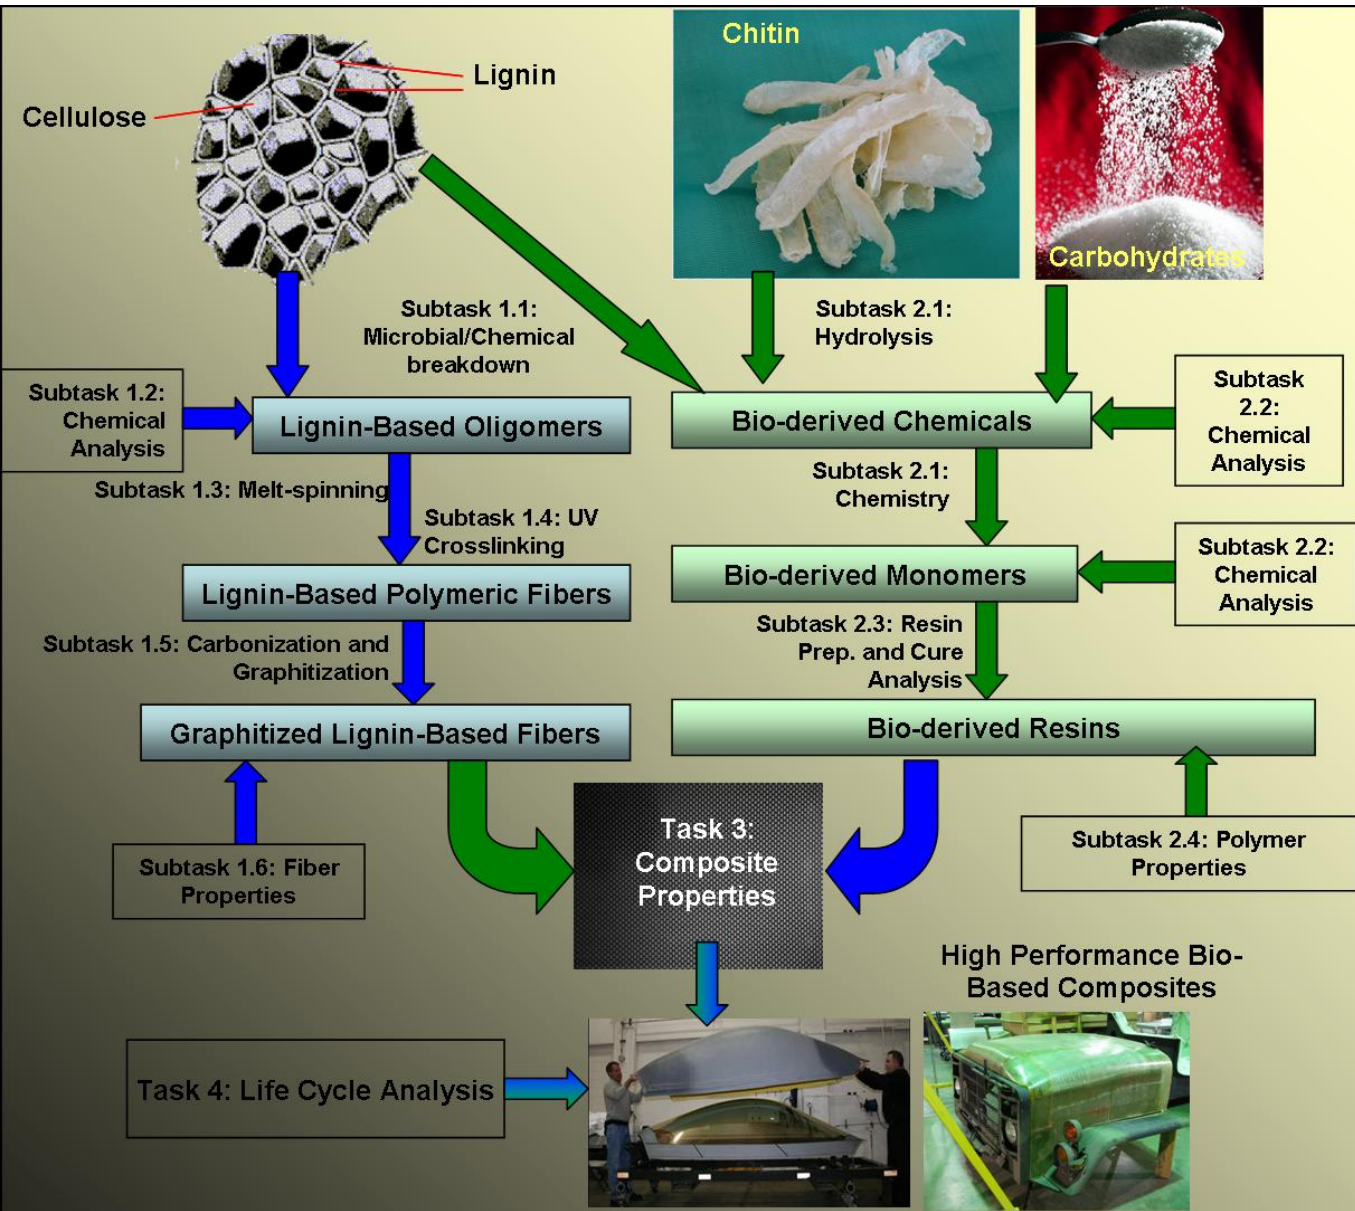 Chitin
Lignin
Cellulose
Carbohydrates
Subtask 1.1:
Microbial/Chemical
breakdown
Subtask 2.1:
Hydrolysis
Subtask 1.2:
Chemical
Analysis
Lignin-Based Oligomers
Bio-derived Chemicals
Subtask
2.2:
Chemical
Analysis
Subtask 1.3: Melt-spinning
Subtask 1.4: UV
Crosslinking
Subtask 2.1:
Chemistry
Lignin-Based Polymeric Fibers
Bio-derived Monomers
Subtask 2.2:
Chemical
Analysis
Subtask 1.5: Carbonization and
Graphitization
Subtask 2.3: Resin
Prep. and Cure
Analysis
Graphitized Lignin-Based Fibers
Bio-derived Resins
Subtask 1.6: Fiber
Properties
Task 3:
Composite
Properties
Subtask 2.4: Polymer
Properties
High Performance Bio-
Based Composites
Task 4: Life Cycle Analysis